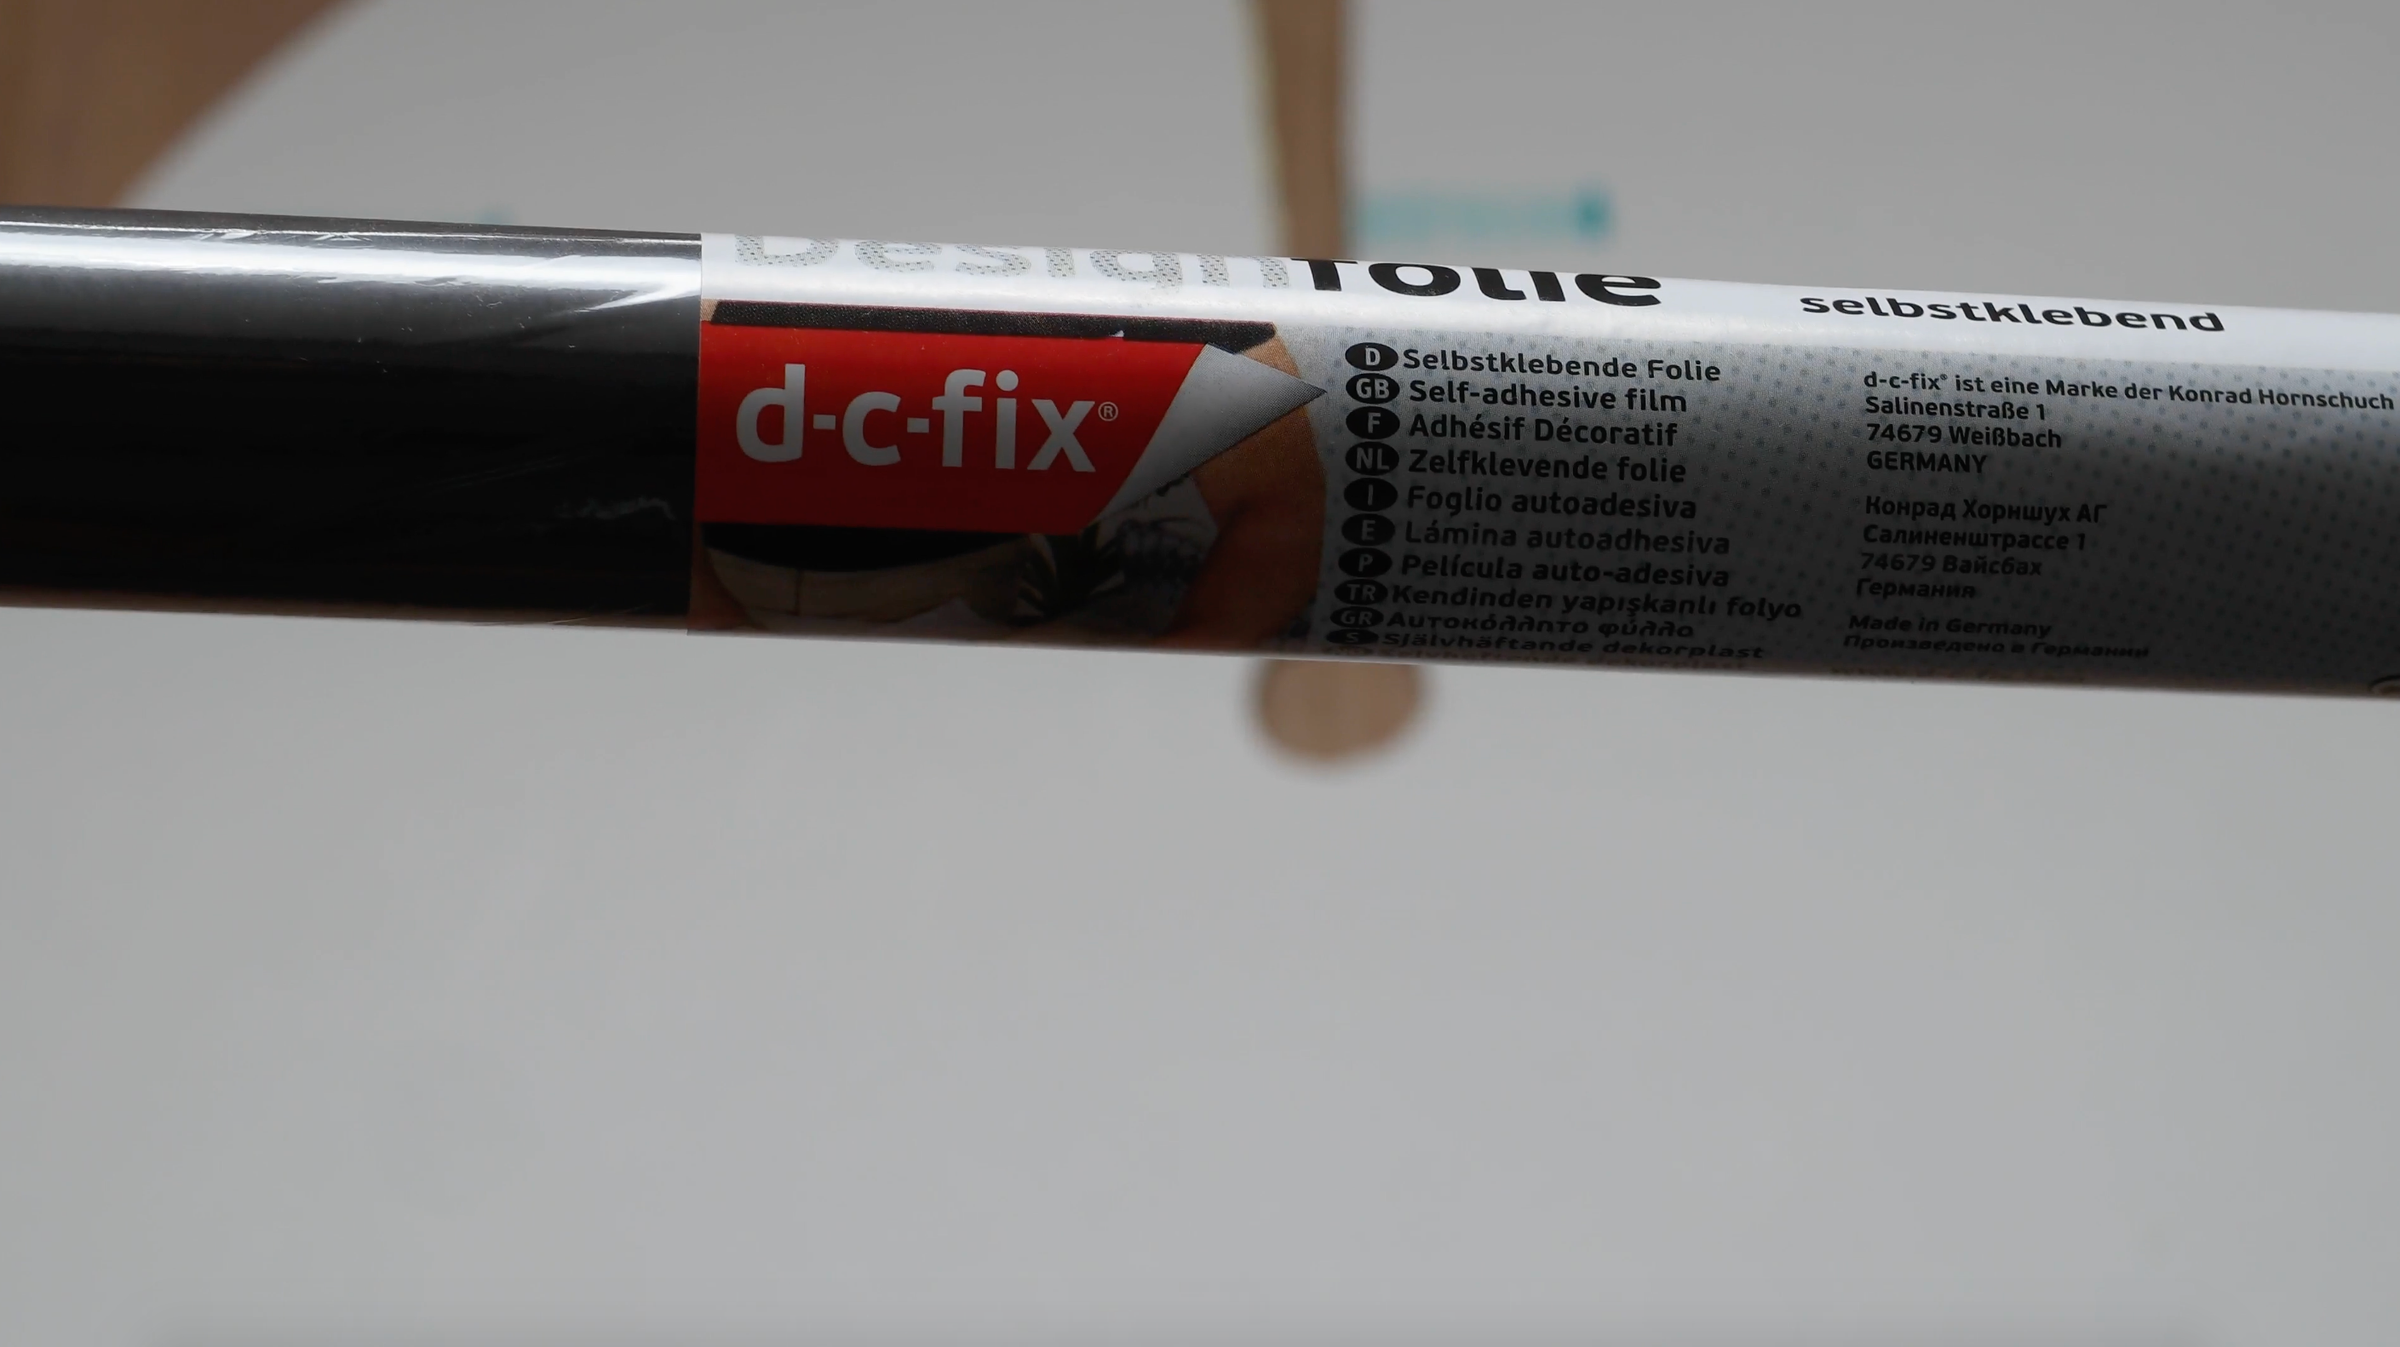 Designfolie
selbstklebend
d-c-fix®
D Selbstklebende Folie
GB Self-adhesive film
F Adhésif Décoratif
NL Zelfklevende folie
I Foglio autoadesiva
E Lámina autoadhesiva
P Película auto-adesiva
TR Kendinden yapışkanlı folyo
GR Αυτοκόλλητο φύλλο
S Självhäftande dekorplast
d-c-fix® ist eine Marke der Konrad Hornschuch
Salinenstraße 1
74679 Weißbach
GERMANY
Конрад Хорншух АГ
Салиненштрассе 1
74679 Вайсбах
Германия
Made in Germany
Произведено в Германии